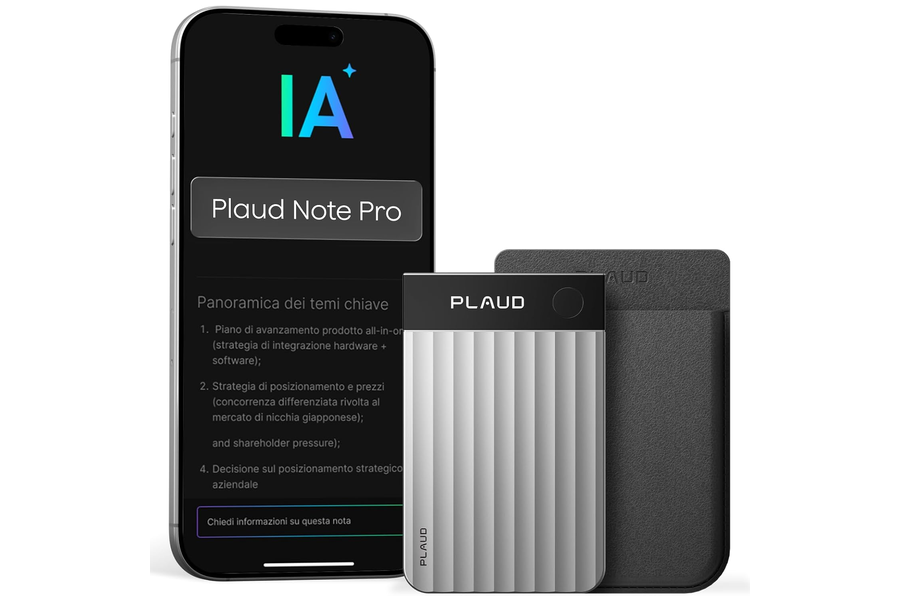 IA
Plaud Note Pro
Panoramica dei temi chiave
1. Piano di avanzamento prodotto all-in-on
(strategia di integrazione hardware +
software);
2. Strategia di posizionamento e prezzi
(concorrenza differenziata rivolta al
mercato di nicchia giapponese);
and shareholder pressure);
4. Decisione sul posizionamento strategico
aziendale
Chiedi informazioni su questa nota
PLAUD
PLAUD
PLAUD